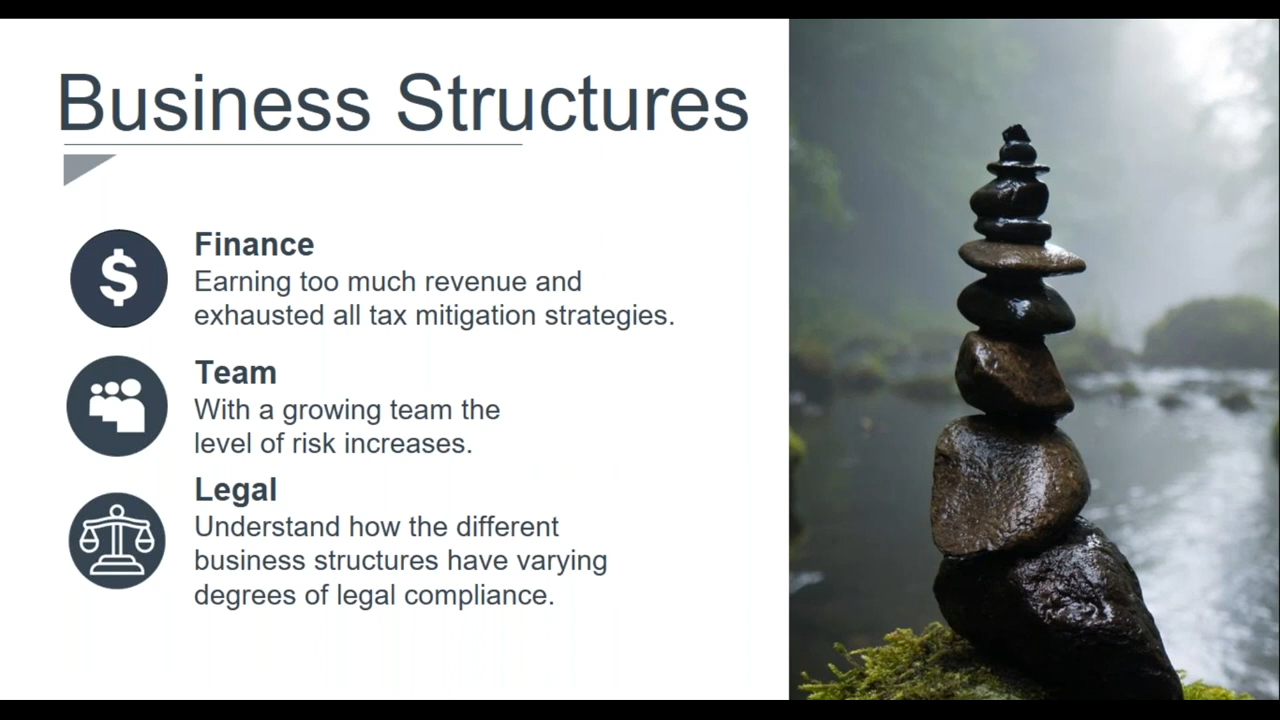 Business Structures
Finance
Earning too much revenue and
exhausted all tax mitigation strategies.
Team
With a growing team the
level of risk increases.
Legal
Understand how the different
business structures have varying
degrees of legal compliance.